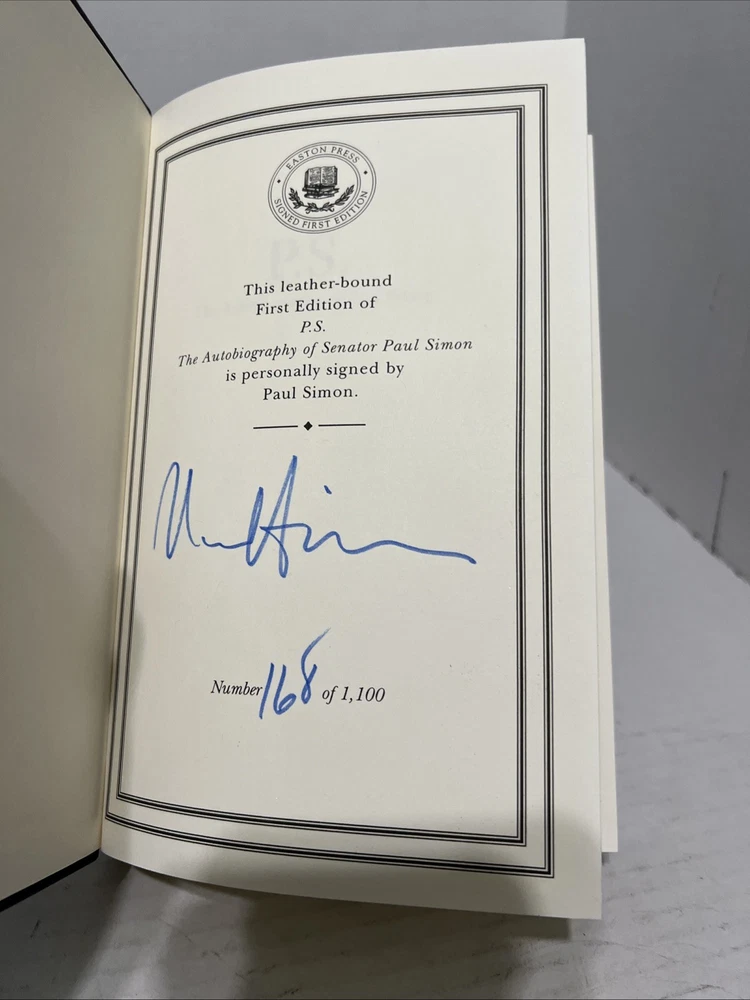 EASTON PRESS
SIGNED FIRST EDITION
This leather-bound
First Edition of
P.S.
The Autobiography of Senator Paul Simon
is personally signed by
Paul Simon.
Number 168 of 1,100